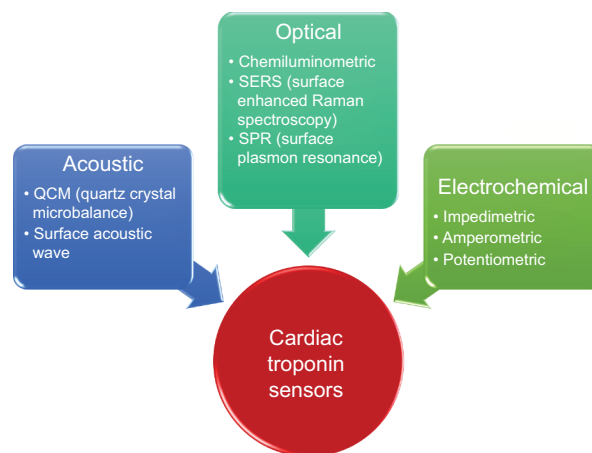 Optical
• Chemiluminometric
• SERS (surface
enhanced Raman
spectroscopy)
• SPR (surface
plasmon resonance)
Acoustic
• QCM (quartz crystal
microbalance)
• Surface acoustic
wave
Electrochemical
• Impedimetric
• Amperometric
• Potentiometric
Cardiac
troponin
sensors